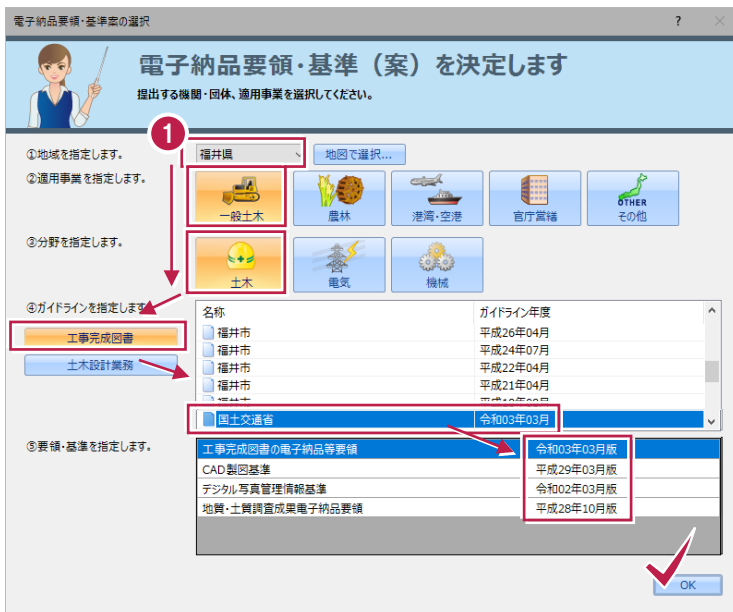 電子納品要領・基準案の選択
?
電子納品要領・基準（案）を決定します
提出する機関・団体、適用事業を選択してください。
1
①地域を指定します。
福井県
地図で選択...
②適用事業を指定します。
一般土木
農林
港湾・空港
官庁営繕
OTHER
その他
③分野を指定します。
土木
電気
機械
④ガイドラインを指定します
工事完成図書
土木設計業務
名称 ガイドライン年度
福井市 平成26年04月
福井市 平成24年07月
福井市 平成22年04月
福井市 平成21年04月
国土交通省 令和03年03月
⑤要領・基準を指定します。
工事完成図書の電子納品等要領 令和03年03月版
CAD製図基準 平成29年03月版
デジタル写真管理情報基準 令和02年03月版
地質・土質調査成果電子納品要領 平成28年10月版
OK